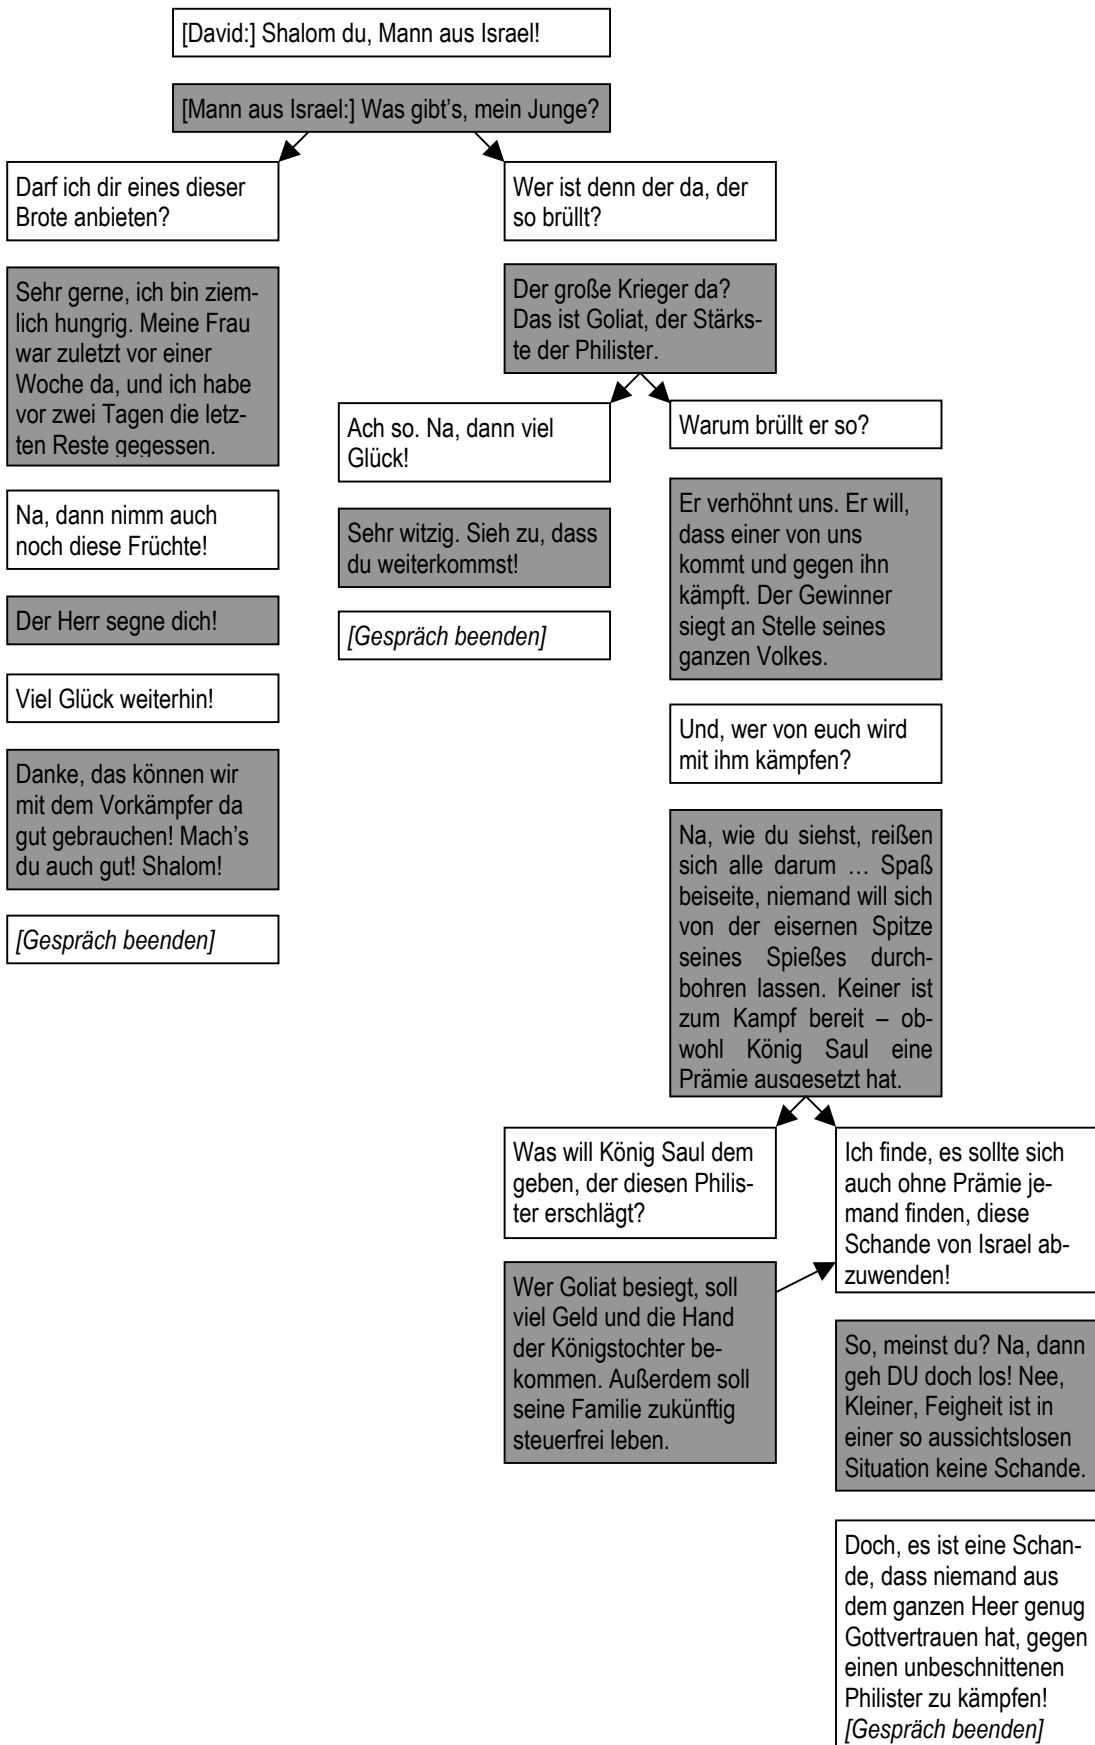 [David:] Shalom du, Mann aus Israel!
[Mann aus Israel:] Was gibt's, mein Junge?
Darf ich dir eines dieser
Brote anbieten?
Sehr gerne, ich bin ziem-
lich hungrig. Meine Frau
war zuletzt vor einer
Woche da, und ich habe
vor zwei Tagen die letz-
ten Reste gegessen.
Na, dann nimm auch
noch diese Früchte!
Der Herr segne dich!
Viel Glück weiterhin!
Danke, das können wir
mit dem Vorkämpfer da
gut gebrauchen! Mach's
du auch gut! Shalom!
[Gespräch beenden]
Wer ist denn der da, der
so brüllt?
Der große Krieger da?
Das ist Goliat, der Stärks-
te der Philister.
Ach so. Na, dann viel
Glück!
Sehr witzig. Sieh zu, dass
du weiterkommst!
[Gespräch beenden]
Warum brüllt er so?
Er verhöhnt uns. Er will,
dass einer von uns
kommt und gegen ihn
kämpft. Der Gewinner
siegt an Stelle seines
ganzen Volkes.
Und, wer von euch wird
mit ihm kämpfen?
Na, wie du siehst, reißen
sich alle darum … Spaß
beiseite, niemand will sich
von der eisernen Spitze
seines Spießes durch-
bohren lassen. Keiner ist
zum Kampf bereit – ob-
wohl König Saul eine
Prämie ausgesetzt hat.
Was will König Saul dem
geben, der diesen Philis-
ter erschlägt?
Wer Goliat besiegt, soll
viel Geld und die Hand
der Königstochter be-
kommen. Außerdem soll
seine Familie zukünftig
steuerfrei leben.
Ich finde, es sollte sich
auch ohne Prämie je-
mand finden, diese
Schande von Israel ab-
zuwenden!
So, meinst du? Na, dann
geh DU doch los! Nee,
Kleiner, Feigheit ist in
einer so aussichtslosen
Situation keine Schande.
Doch, es ist eine Schan-
de, dass niemand aus
dem ganzen Heer genug
Gottvertrauen hat, gegen
einen unbeschnittenen
Philister zu kämpfen!
[Gespräch beenden]